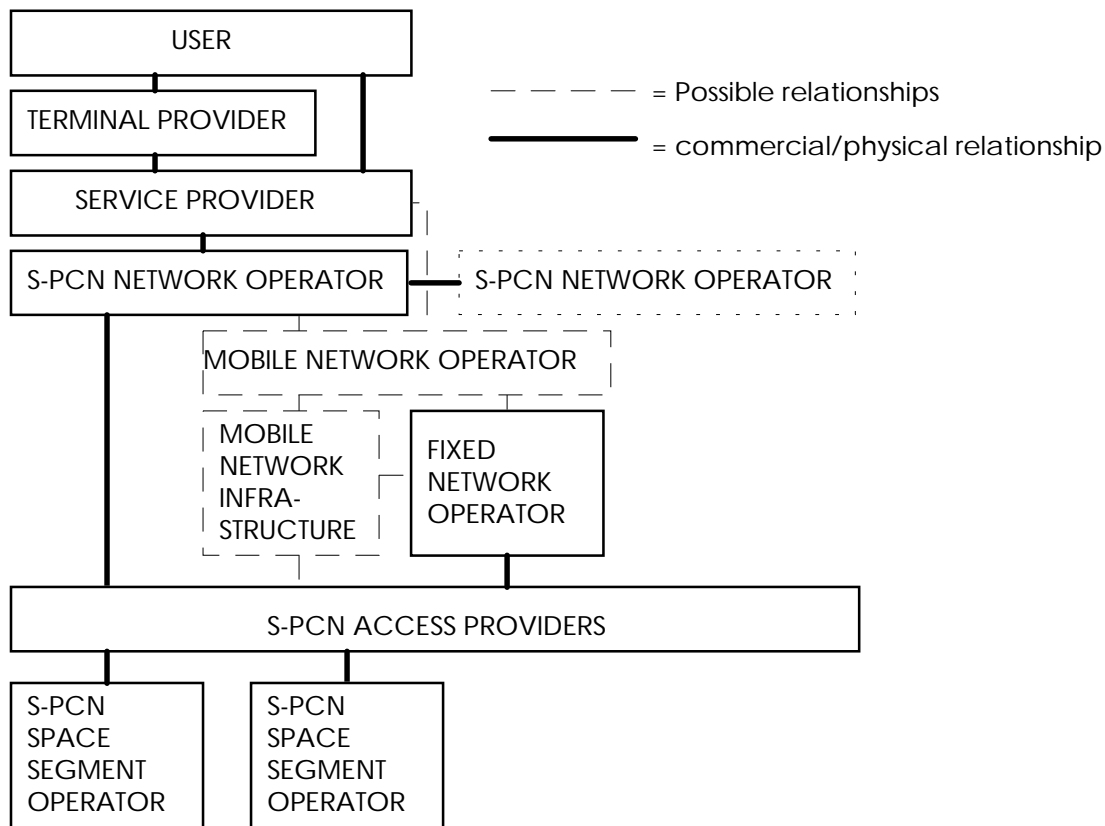 USER
= Possible relationships
TERMINAL PROVIDER
= commercial/physical relationship
SERVICE PROVIDER
S-PCN NETWORK OPERATOR
S-PCN NETWORK OPERATOR
MOBILE NETWORK OPERATOR
MOBILE
NETWORK
INFRA-
STRUCTURE
FIXED
NETWORK
OPERATOR
S-PCN ACCESS PROVIDERS
S-PCN
SPACE
SEGMENT
OPERATOR
S-PCN
SPACE
SEGMENT
OPERATOR